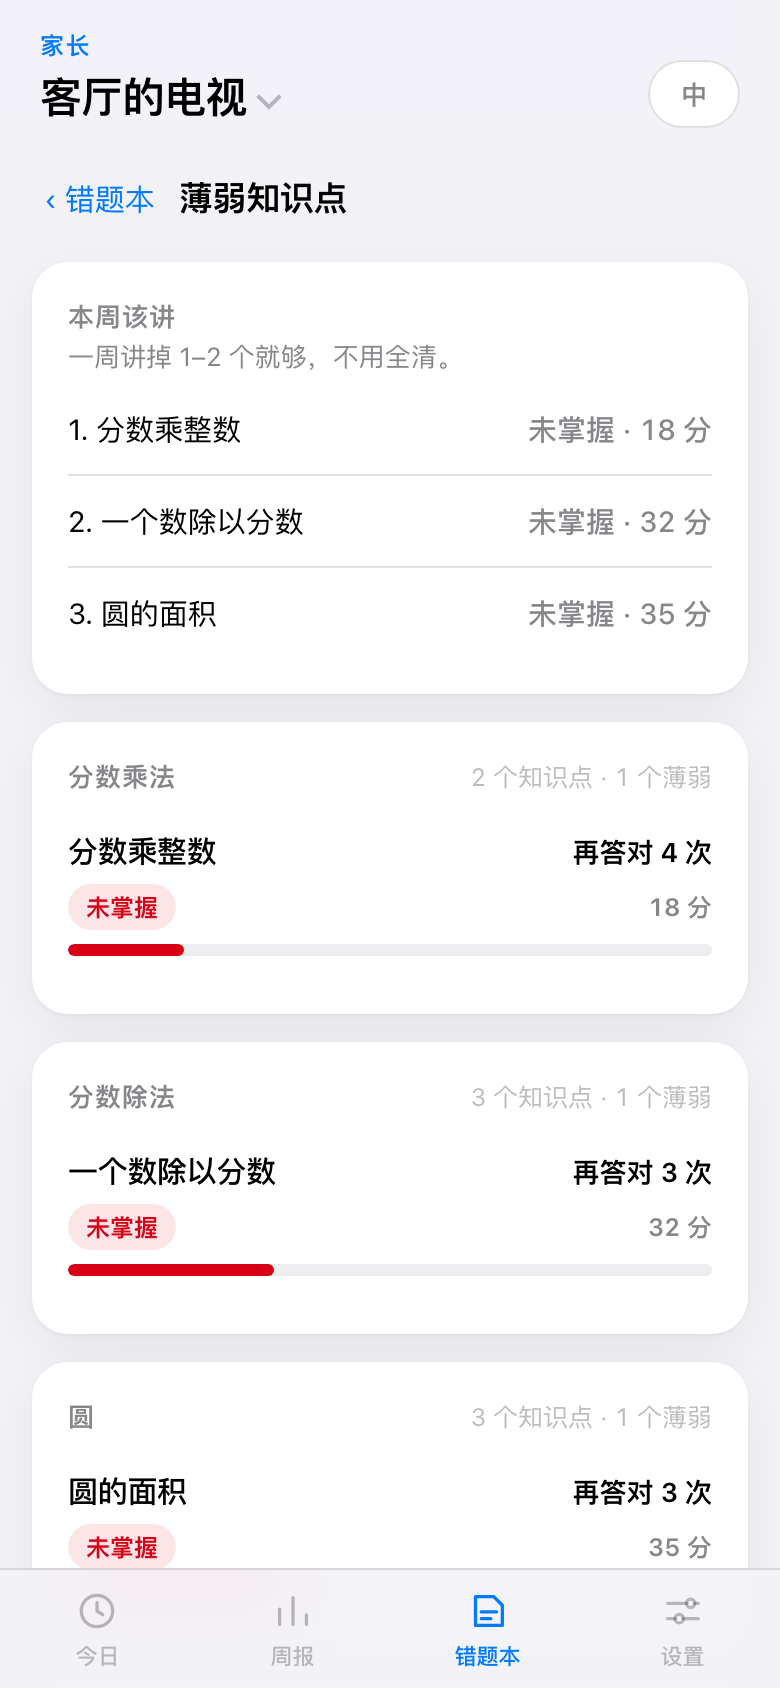 家长
客厅的电视
中
‹ 错题本 薄弱知识点
本周该讲
一周讲掉 1–2 个就够，不用全清。
1. 分数乘整数 未掌握 · 18 分
2. 一个数除以分数 未掌握 · 32 分
3. 圆的面积 未掌握 · 35 分
分数乘法 2 个知识点 · 1 个薄弱
分数乘整数 再答对 4 次
未掌握 18 分
分数除法 3 个知识点 · 1 个薄弱
一个数除以分数 再答对 3 次
未掌握 32 分
圆 3 个知识点 · 1 个薄弱
圆的面积 再答对 3 次
未掌握 35 分
今日 周报 错题本 设置